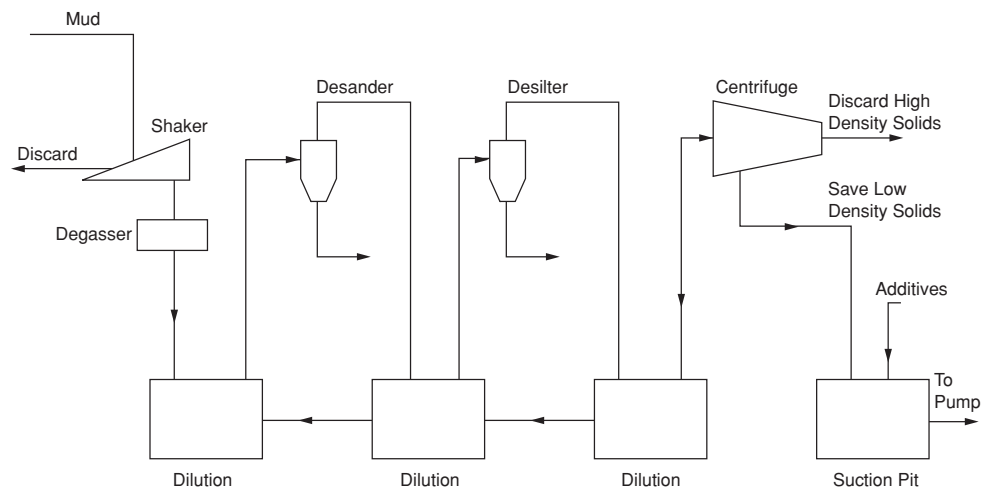 Mud
Desander
Desilter
Centrifuge
Discard High
Density Solids
Shaker
Discard
Save Low
Density Solids
Degasser
Additives
To
Pump
Dilution
Dilution
Dilution
Suction Pit